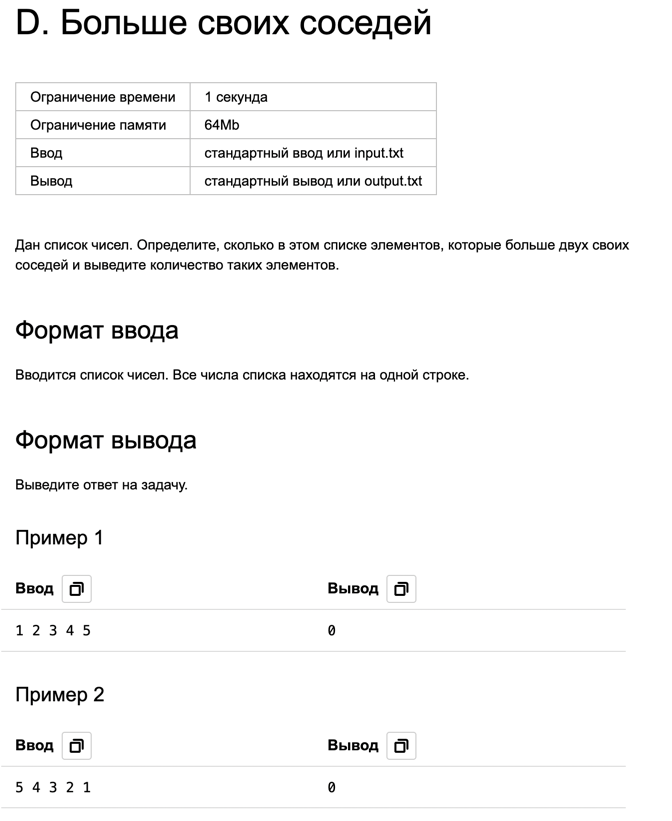 D. Больше своих соседей
Ограничение времени 1 секунда
Ограничение памяти 64Mb
Ввод стандартный ввод или input.txt
Вывод стандартный вывод или output.txt
Дан список чисел. Определите, сколько в этом списке элементов, которые больше двух своих
соседей и выведите количество таких элементов.
Формат ввода
Вводится список чисел. Все числа списка находятся на одной строке.
Формат вывода
Выведите ответ на задачу.
Пример 1
Ввод Вывод
1 2 3 4 5 0
Пример 2
Ввод Вывод
5 4 3 2 1 0